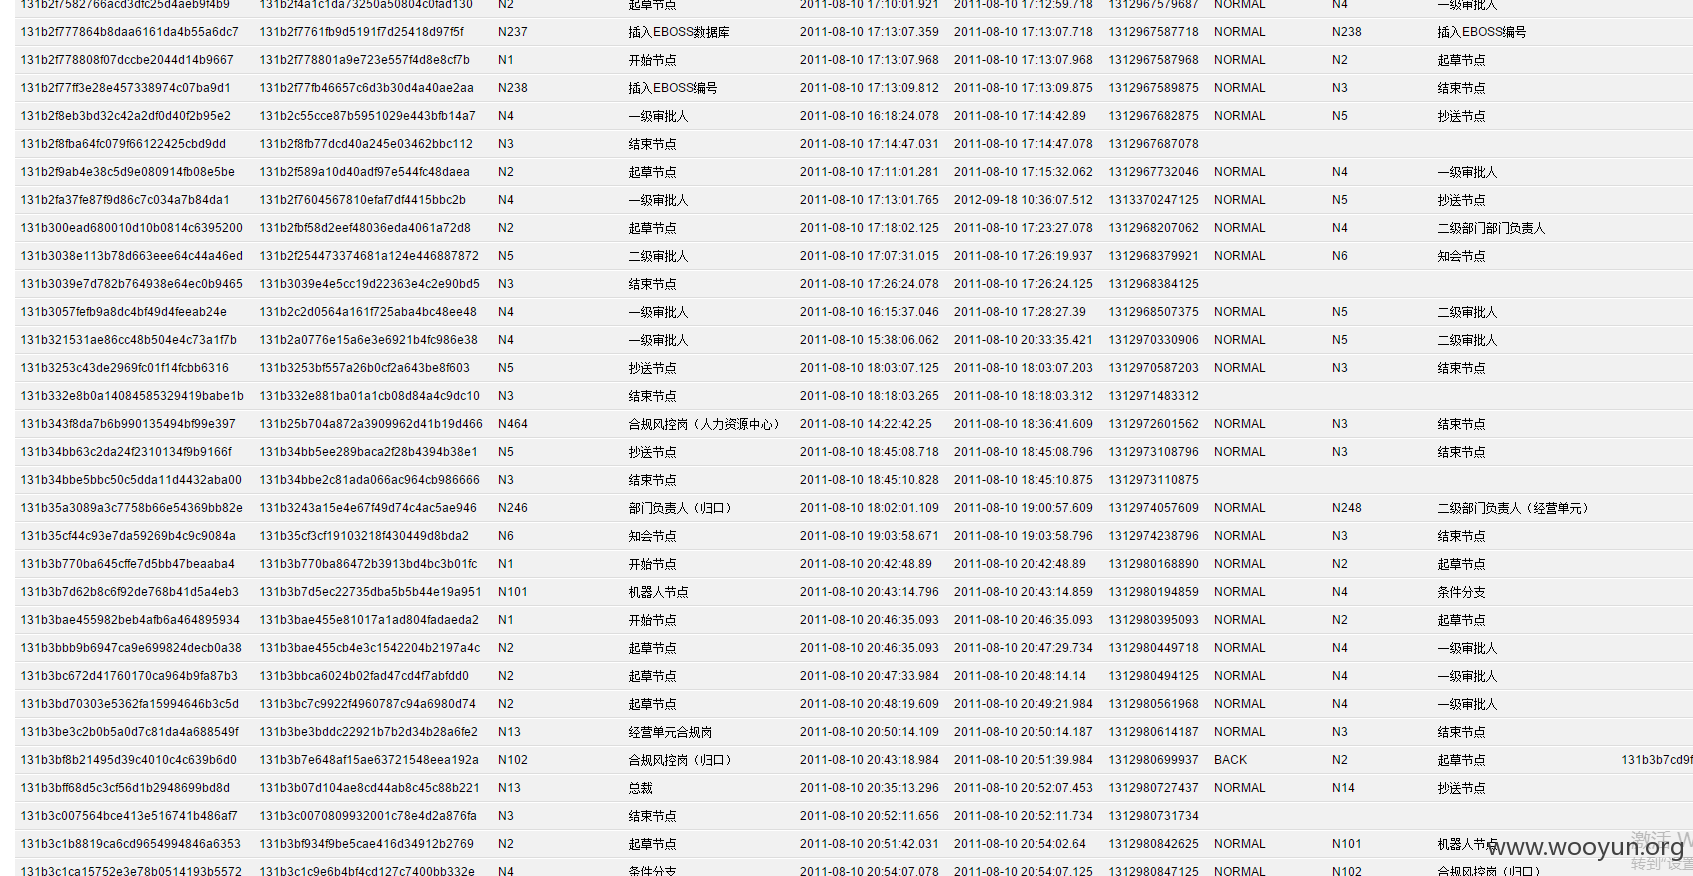 131b2f7582766acd3dfc25d4aeb9f4b9 131b2f4a1c1da73250a50804c0fad130 N2 起草节点 2011-08-10 17:10:01.921 2011-08-10 17:12:59.718 1312967579687 NORMAL N4 一级审批人
131b2f777864b8daa6161da4b55a6dc7 131b2f7761fb9d5191f7d25418d97f5f N237 插入EBOSS数据库 2011-08-10 17:13:07.359 2011-08-10 17:13:07.718 1312967587718 NORMAL N238 插入EBOSS编号
131b2f778808f07dccbe2044d14b9667 131b2f778801a9e723e557f4d8e8cf7b N1 开始节点 2011-08-10 17:13:07.968 2011-08-10 17:13:07.968 1312967587968 NORMAL N2 起草节点
131b2f77ff3e28e457338974c07ba9d1 131b2f77fb46657c6d3b30d4a40ae2aa N238 插入EBOSS编号 2011-08-10 17:13:09.812 2011-08-10 17:13:09.875 1312967589875 NORMAL N3 结束节点
131b2f8eb3bd32c42a2df0d40f2b95e2 131b2c55cce87b5951029e443bfb14a7 N4 一级审批人 2011-08-10 16:18:24.078 2011-08-10 17:14:42.89 1312967682875 NORMAL N5 抄送节点
131b2f8fba64fc079f66122425cbd9dd 131b2f8fb77dcd40a245e03462bbc112 N3 结束节点 2011-08-10 17:14:47.031 2011-08-10 17:14:47.078 1312967687078
131b2f9ab4e38c5d9e080914fb08e5be 131b2f589a10d40adf97e544fc48daea N2 起草节点 2011-08-10 17:11:01.281 2011-08-10 17:15:32.062 1312967732046 NORMAL N4 一级审批人
131b2fa37fe87f9d86c7c034a7b84da1 131b2f7604567810efaf7df4415bbc2b N4 一级审批人 2011-08-10 17:13:01.765 2012-09-18 10:36:07.512 1313370247125 NORMAL N5 抄送节点
131b300ead680010d10b0814c6395200 131b2fbf58d2eef48036eda4061a72d8 N2 起草节点 2011-08-10 17:18:02.125 2011-08-10 17:23:27.078 1312968207062 NORMAL N4 二级部门部门负责人
131b3038e113b78d663eee64c44a46ed 131b2f254473374681a124e446887872 N5 二级审批人 2011-08-10 17:07:31.015 2011-08-10 17:26:19.937 1312968379921 NORMAL N6 知会节点
131b3039e7d782b764938e64ec0b9465 131b3039e4e5cc19d22363e4c2e90bd5 N3 结束节点 2011-08-10 17:26:24.078 2011-08-10 17:26:24.125 1312968384125
131b3057fefb9a8dc4bf49d4feeab24e 131b2c2d0564a161f725aba4bc48ee48 N4 一级审批人 2011-08-10 16:15:37.046 2011-08-10 17:28:27.39 1312968507375 NORMAL N5 二级审批人
131b321531ae86cc48b504e4c73a1f7b 131b2a0776e15a6e3e6921b4fc986e38 N4 一级审批人 2011-08-10 15:38:06.062 2011-08-10 20:33:35.421 1312970330906 NORMAL N5 二级审批人
131b3253c43de2969fc01f14fcbb6316 131b3253bf557a26b0cf2a643be8f603 N5 抄送节点 2011-08-10 18:03:07.125 2011-08-10 18:03:07.203 1312970587203 NORMAL N3 结束节点
131b332e8b0a14084585329419babe1b 131b332e881ba01a1cb08d84a4c9dc10 N3 结束节点 2011-08-10 18:18:03.265 2011-08-10 18:18:03.312 1312971483312
131b343f8da7b6b990135494bf99e397 131b25b704a872a3909962d41b19d466 N464 合规风控岗（人力资源中心） 2011-08-10 14:22:42.25 2011-08-10 18:36:41.609 1312972601562 NORMAL N3 结束节点
131b34bb63c2da24f2310134f9b9166f 131b34bb5ee289baca2f28b4394b38e1 N5 抄送节点 2011-08-10 18:45:08.718 2011-08-10 18:45:08.796 1312973108796 NORMAL N3 结束节点
131b34bbe5bbc50c5dda11d4432aba00 131b34bbe2c81ada066ac964cb986666 N3 结束节点 2011-08-10 18:45:10.828 2011-08-10 18:45:10.875 1312973110875
131b35a3089a3c7758b66e54369bb82e 131b3243a15e4e67f49d74c4ac5ae946 N246 部门负责人（归口） 2011-08-10 18:02:01.109 2011-08-10 19:00:57.609 1312974057609 NORMAL N248 二级部门负责人（经营单元）
131b35cf44c93e7da59269b4c9c9084a 131b35cf3cf19103218f430449d8bda2 N6 知会节点 2011-08-10 19:03:58.671 2011-08-10 19:03:58.796 1312974238796 NORMAL N3 结束节点
131b3b770ba645cffe7d5bb47beaaba4 131b3b770ba86472b3913bd4bc3b01fc N1 开始节点 2011-08-10 20:42:48.89 2011-08-10 20:42:48.89 1312980168890 NORMAL N2 起草节点
131b3b7d62b8c6f92de768b41d5a4eb3 131b3b7d5ec22735dba5b5b44e19a951 N101 机器人节点 2011-08-10 20:43:14.796 2011-08-10 20:43:14.859 1312980194859 NORMAL N4 条件分支
131b3bae455982beb4afb6a464895934 131b3bae455e81017a1ad804fadaeda2 N1 开始节点 2011-08-10 20:46:35.093 2011-08-10 20:46:35.093 1312980395093 NORMAL N2 起草节点
131b3bbb9b6947ca9e699824decb0a38 131b3bae455cb4e3c1542204b2197a4c N2 起草节点 2011-08-10 20:46:35.093 2011-08-10 20:47:29.734 1312980449718 NORMAL N4 一级审批人
131b3bc672d41760170ca964b9fa87b3 131b3bbca6024b02fad47cd4f7abfdd0 N2 起草节点 2011-08-10 20:47:33.984 2011-08-10 20:48:14.14 1312980494125 NORMAL N4 一级审批人
131b3bd70303e5362fa15994646b3c5d 131b3bc7c9922f4960787c94a6980d74 N2 起草节点 2011-08-10 20:48:19.609 2011-08-10 20:49:21.984 1312980561968 NORMAL N4 一级审批人
131b3be3c2b0b5a0d7c81da4a688549f 131b3be3bddc22921b7b2d34b28a6fe2 N13 经营单元合规岗 2011-08-10 20:50:14.109 2011-08-10 20:50:14.187 1312980614187 NORMAL N3 结束节点
131b3bf8b21495d39c4010c4c639b6d0 131b3b7e648af15ae63721548eea192a N102 合规风控岗（归口） 2011-08-10 20:43:18.984 2011-08-10 20:51:39.984 1312980699937 BACK N2 起草节点 131b3b7cd9f
131b3bff68d5c3cf56d1b2948699bd8d 131b3b07d104ae8cd44ab8c45c88b221 N13 总裁 2011-08-10 20:35:13.296 2011-08-10 20:52:07.453 1312980727437 NORMAL N14 抄送节点
131b3c007564bce413e516741b486af7 131b3c0070809932001c78e4d2a876fa N3 结束节点 2011-08-10 20:52:11.656 2011-08-10 20:52:11.734 1312980731734
131b3c1b8819ca6cd9654994846a6353 131b3bf934f9be5cae416d34912b2769 N2 起草节点 2011-08-10 20:51:42.031 2011-08-10 20:54:02.64 1312980842625 NORMAL N101 机器人节点
131b3c1ca15752e3e78b0514193b5572 131b3c1c9e6b4bf4cd127c7400bb332e N4 条件分支 2011-08-10 20:54:07.078 2011-08-10 20:54:07.125 1312980847125 NORMAL N102 合规风控岗（归口）
激活 W
www.wooyun.org
转到"设置